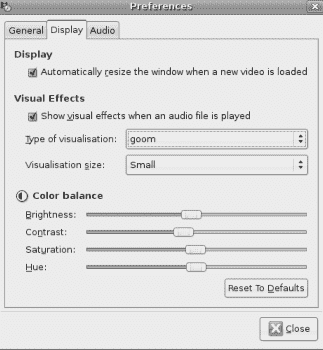 Preferences
General Display Audio
Display
Automatically resize the window when a new video is loaded
Visual Effects
Show visual effects when an audio file is played
Type of visualisation: goom
Visualisation size: Small
Color balance
Brightness:
Contrast:
Saturation:
Hue:
Reset To Defaults
Close